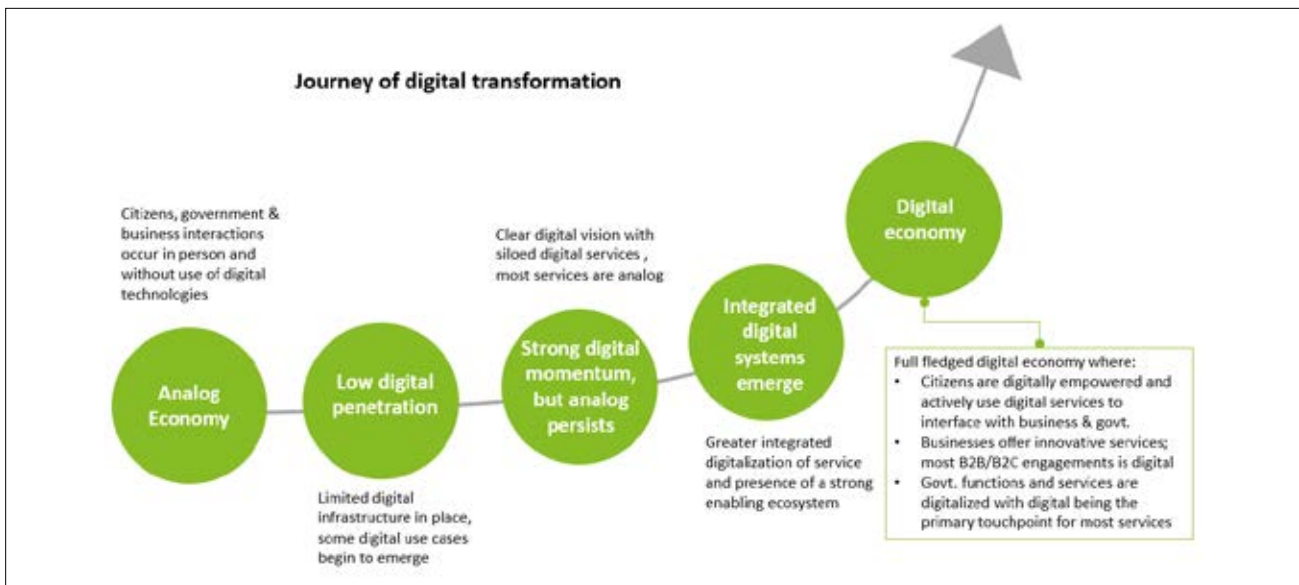 Journey of digital transformation
Citizens, government &
business interactions
occur in person and
without use of digital
technologies
Analog
Economy
Low digital
penetration
Limited digital
infrastructure in place,
some digital use cases
begin to emerge
Clear digital vision with
siloed digital services ,
most services are analog
Strong digital
momentum,
but analog
persists
Integrated
digital
systems
emerge
Greater integrated
digitalization of service
and presence of a strong
enabling ecosystem
Digital
economy
Full fledged digital economy where:
• Citizens are digitally empowered and
actively use digital services to
interface with business & govt.
• Businesses offer innovative services;
most B2B/B2C engagements is digital
• Govt. functions and services are
digitalized with digital being the
primary touchpoint for most services